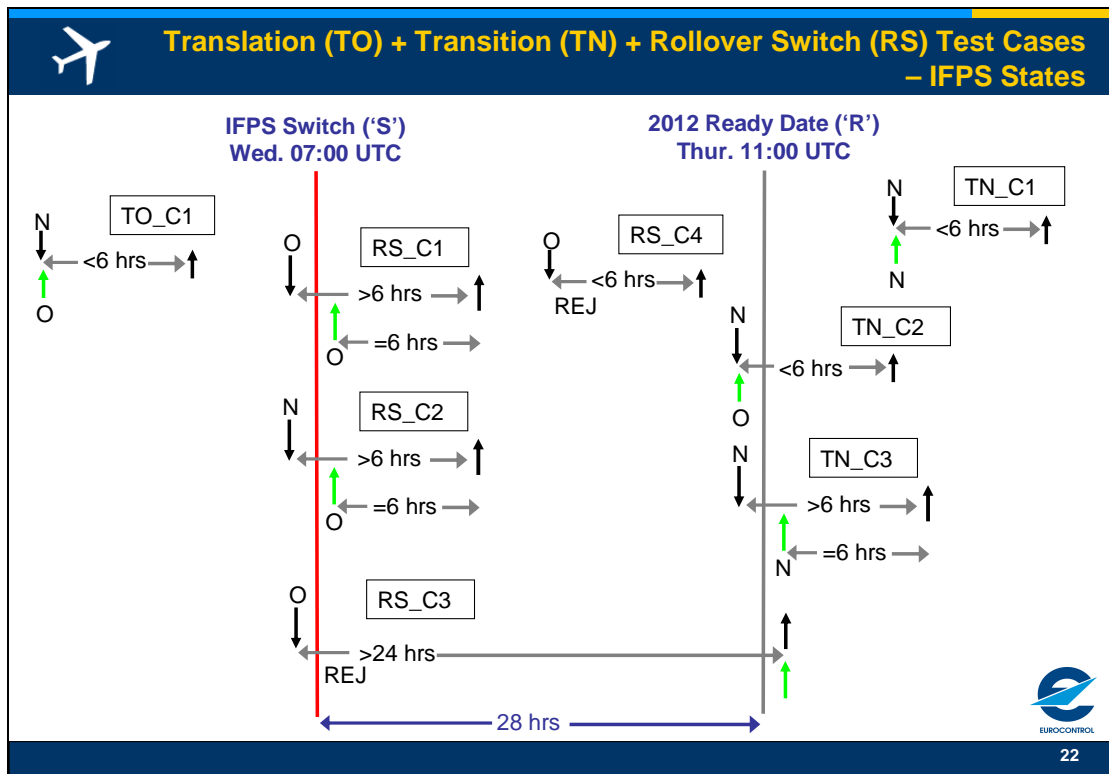 Translation (TO) + Transition (TN) + Rollover Switch (RS) Test Cases
– IFPS States
IFPS Switch (‘S’)
Wed. 07:00 UTC
2012 Ready Date (‘R’)
Thur. 11:00 UTC
N
TO_C1
<6 hrs
O
O
RS_C1
>6 hrs
=6 hrs
O
N
RS_C2
>6 hrs
=6 hrs
O
O
RS_C3
>24 hrs
REJ
O
RS_C4
<6 hrs
REJ
N
TN_C1
<6 hrs
N
N
TN_C2
<6 hrs
O
N
TN_C3
>6 hrs
=6 hrs
N
28 hrs
EUROCONTROL
22